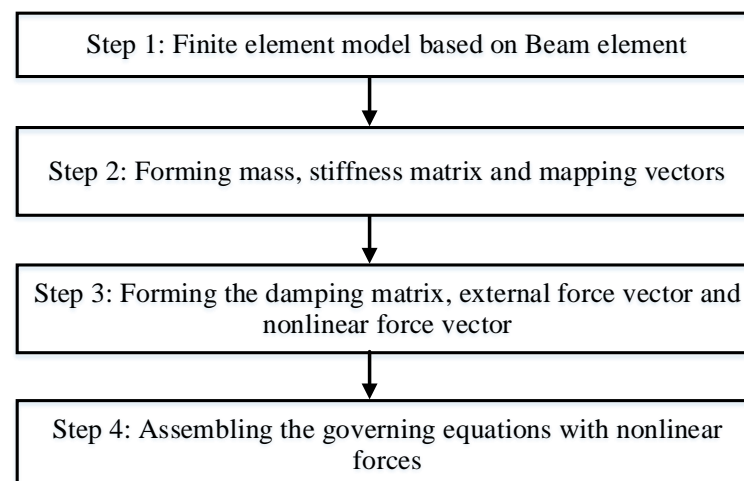 Step 1: Finite element model based on Beam element
Step 2: Forming mass, stiffness matrix and mapping vectors
Step 3: Forming the damping matrix, external force vector and
nonlinear force vector
Step 4: Assembling the governing equations with nonlinear
forces